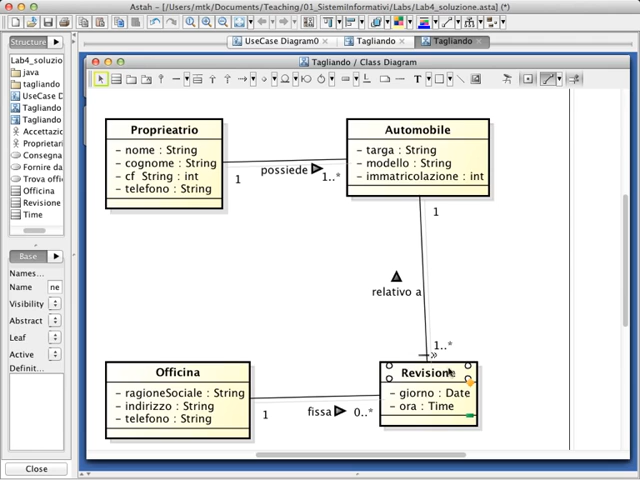 Astah - [/Users/mtk/Documents/Teaching/01_SistemiInformativi/Labs/Lab4_soluzione.asta] (*)
Structure
UseCase Diagram0
Tagliando
Tagliando
Lab4_soluzio
java
tagliando
UseCase D
Tagliando
Tagliando
Accettazic
Proprietari
Consegna
Fornire da
Trova offi
Officina
Revisione
Time
Tagliando / Class Diagram
Proprieatrio
- nome : String
- cognome : String
- cf String : int
- telefono : String
1
possiede
1..*
Automobile
- targa : String
- modello : String
- immatricolazione : int
1
relativo a
1..*
Officina
- ragioneSociale : String
- indirizzo : String
- telefono : String
1
fissa
0..*
Revisione
- giorno : Date
- ora : Time
Base
Names...
Name
ne
Visibility
Abstract
Leaf
Active
Definit...
Close